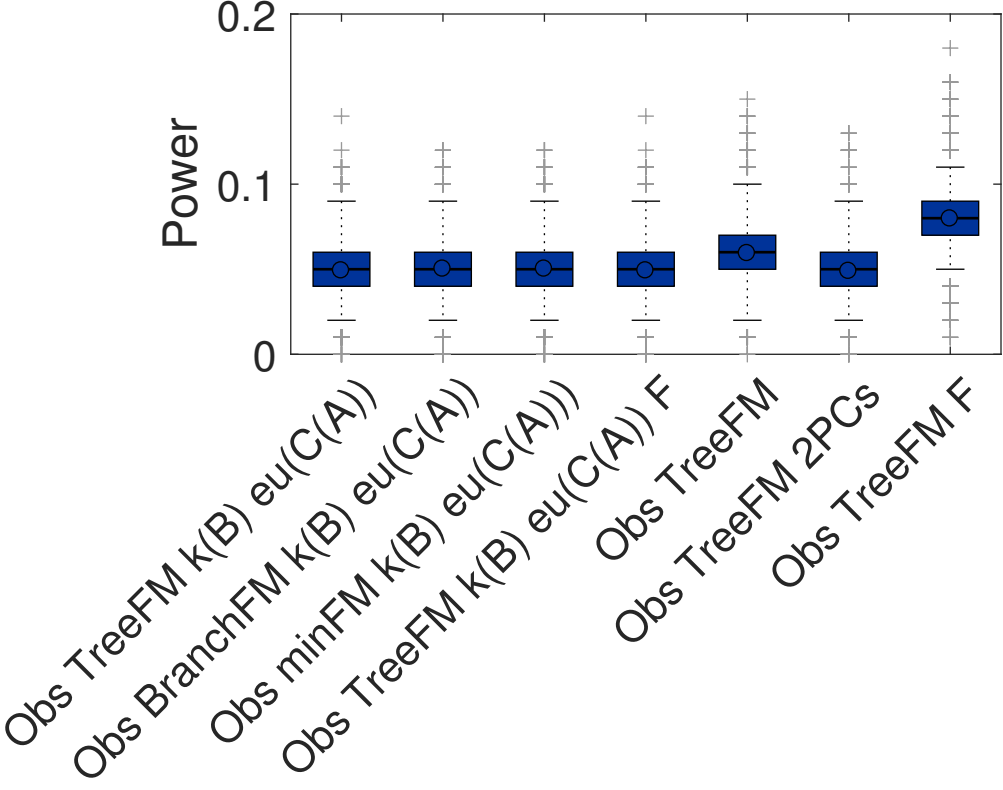 0.2
0.1
0
Power
Obs TreeFM k(B) eu(C(A))
Obs BranchFM k(B) eu(C(A))
Obs minFM k(B) eu(C(A)))
Obs TreeFM k(B) eu(C(A)) F
Obs TreeFM
Obs TreeFM 2PCs
Obs TreeFM F